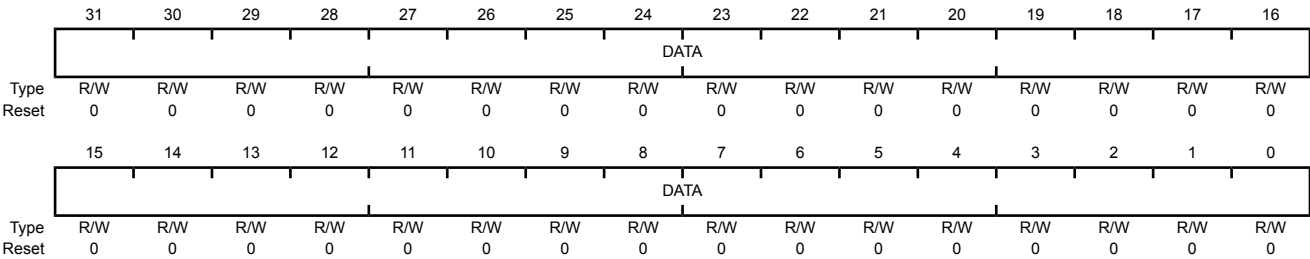 31 30 29 28 27 26 25 24 23 22 21 20 19 18 17 16
DATA
Type R/W R/W R/W R/W R/W R/W R/W R/W R/W R/W R/W R/W R/W R/W R/W R/W
Reset 0 0 0 0 0 0 0 0 0 0 0 0 0 0 0 0
15 14 13 12 11 10 9 8 7 6 5 4 3 2 1 0
DATA
Type R/W R/W R/W R/W R/W R/W R/W R/W R/W R/W R/W R/W R/W R/W R/W R/W
Reset 0 0 0 0 0 0 0 0 0 0 0 0 0 0 0 0